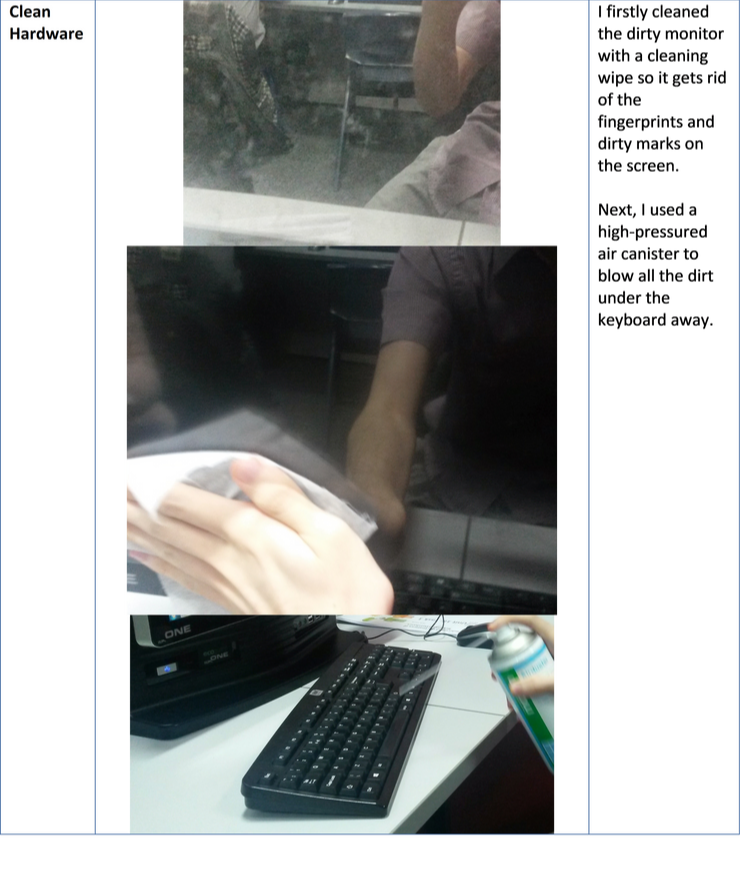 Clean
Hardware
I firstly cleaned
the dirty monitor
with a cleaning
wipe so it gets rid
of the
fingerprints and
dirty marks on
the screen.
Next, I used a
high-pressured
air canister to
blow all the dirt
under the
keyboard away.
ONE
ONE